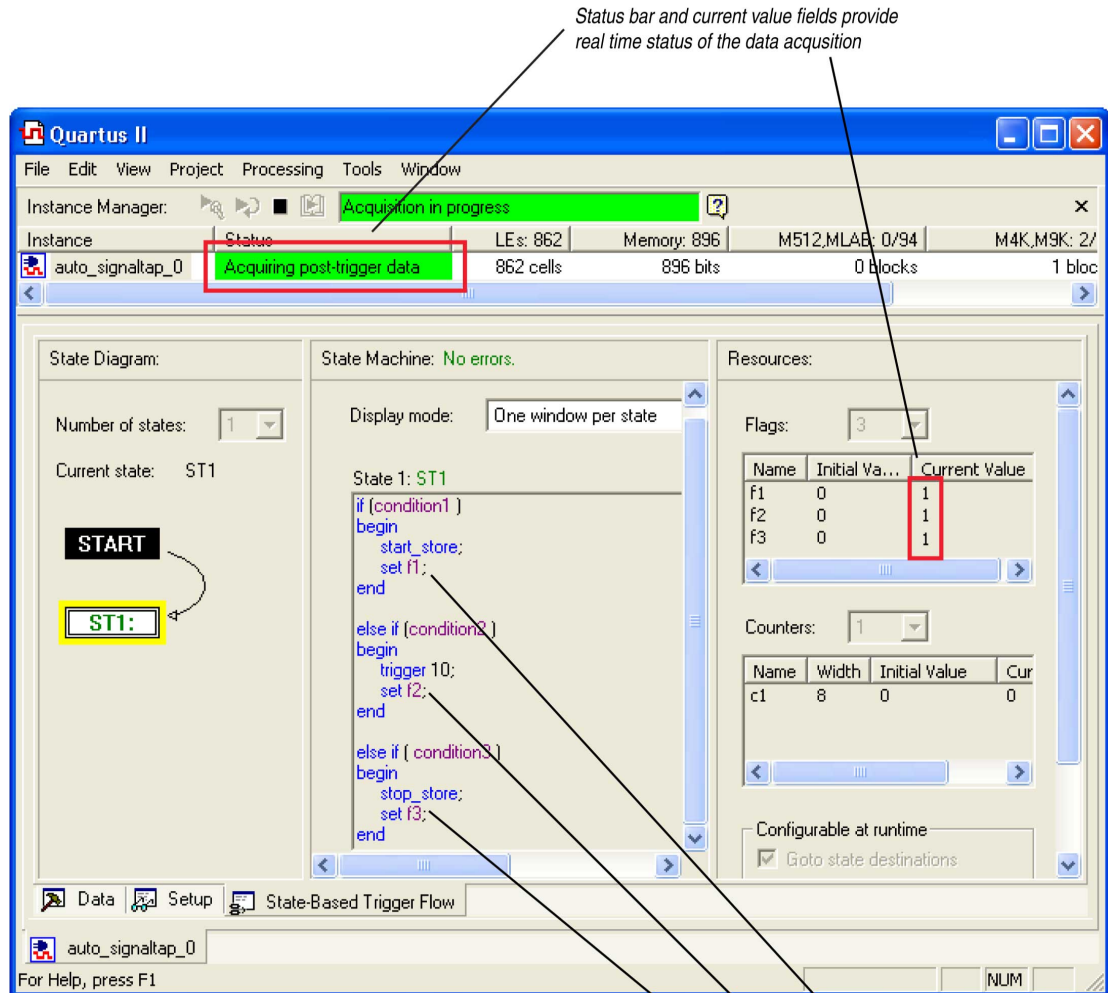 Status bar and current value fields provide
real time status of the data acqusition
Quartus II
File Edit View Project Processing Tools Window
Instance Manager: Acquisition in progress
Instance Status LEs: 862 Memory: 896 M512,MLAB: 0/94 M4K,M9K: 2/
auto_signaltap_0 Acquiring post-trigger data 862 cells 896 bits 0 blocks 1 bloc
State Diagram:
Number of states: 1
Current state: ST1
START
ST1:
State Machine: No errors.
Display mode: One window per state
State 1: ST1
if (condition1 )
begin
start_store;
set f1;
end
else if (condition2 )
begin
trigger 10;
set f2;
end
else if ( condition3 )
begin
stop_store;
set f3;
end
Resources:
Flags: 3
Name Initial Va... Current Value
f1 0 1
f2 0 1
f3 0 1
Counters: 1
Name Width Initial Value Cur
c1 8 0 0
Configurable at runtime
Goto state destinations
Data Setup State-Based Trigger Flow
auto_signaltap_0
For Help, press F1 NUM